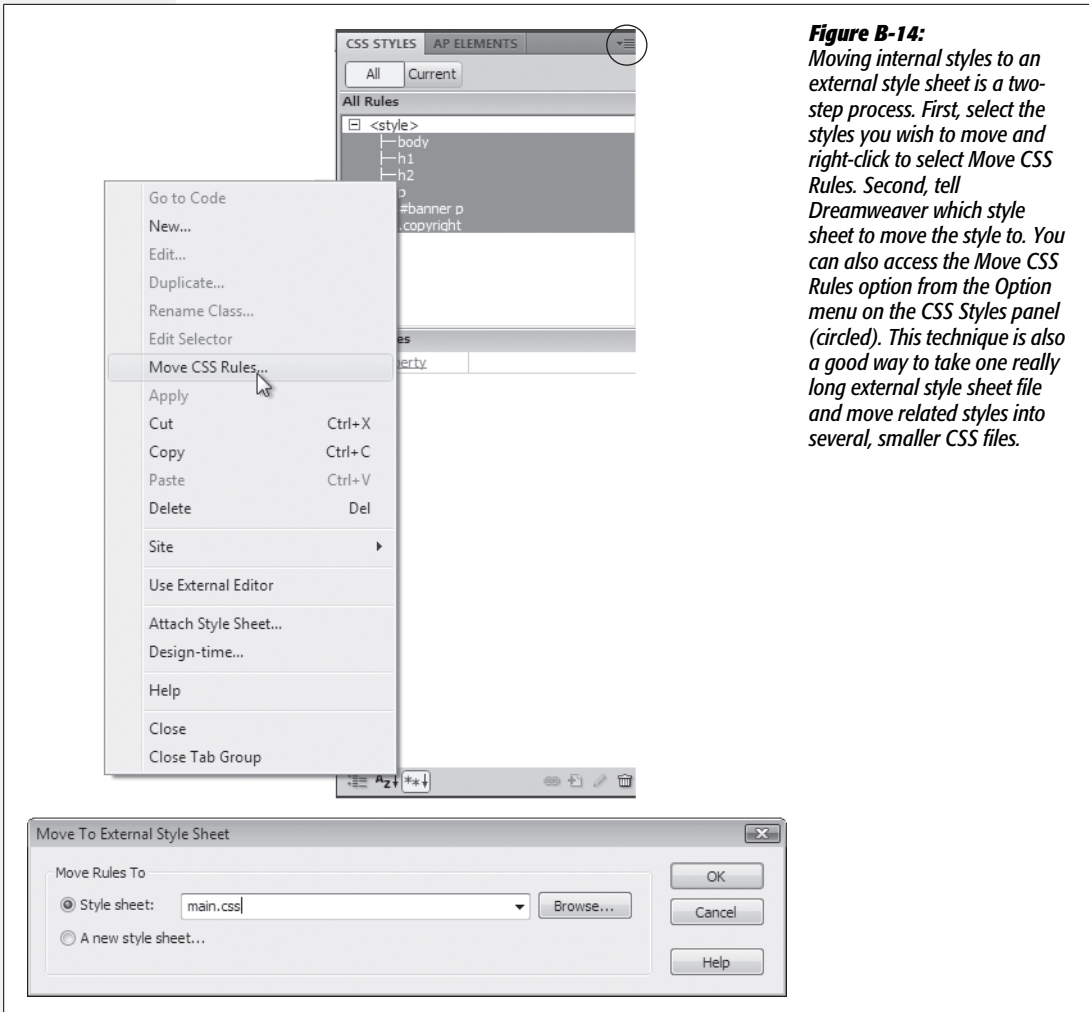 CSS STYLES AP ELEMENTS
All Current
All Rules
<style>
body
h1
h2
p
#banner p
.copyright
Go to Code
New...
Edit...
Duplicate...
Rename Class...
Edit Selector
Move CSS Rules...
Apply
Cut Ctrl+X
Copy Ctrl+C
Paste Ctrl+V
Delete Del
Site
Use External Editor
Attach Style Sheet...
Design-time...
Help
Close
Close Tab Group
es
perty
Move To External Style Sheet
Move Rules To
Style sheet: main.css Browse...
A new style sheet...
OK
Cancel
Help
Figure B-14:
Moving internal styles to an
external style sheet is a two-
step process. First, select the
styles you wish to move and
right-click to select Move CSS
Rules. Second, tell
Dreamweaver which style
sheet to move the style to. You
can also access the Move CSS
Rules option from the Option
menu on the CSS Styles panel
(circled). This technique is also
a good way to take one really
long external style sheet file
and move related styles into
several, smaller CSS files.